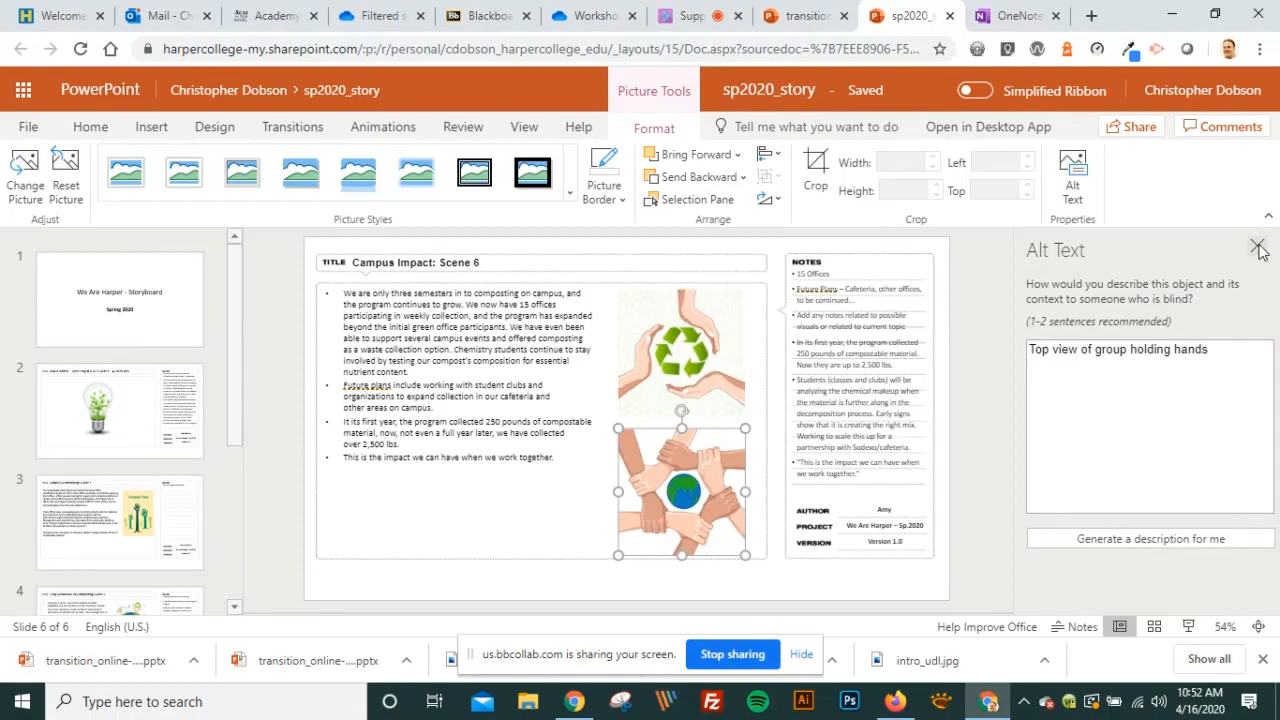 Welcome
Mail - Ch
Academy
Filtered s
Blackboa
Worksho
Supp
transition
sp2020_s
OneNote
harpercollege-my.sharepoint.com/:p:/r/personal/cdobson_harpercollege_edu/_layouts/15/Doc.aspx?sourcedoc=%7B7EEE8906-F5...
PowerPoint
Christopher Dobson > sp2020_story
Picture Tools
sp2020_story - Saved
Simplified Ribbon
Christopher Dobson
File Home Insert Design Transitions Animations Review View Help Format
Tell me what you want to do
Open in Desktop App
Share
Comments
Change Picture
Reset Picture
Picture Border
Bring Forward
Send Backward
Selection Pane
Crop
Width:
Height:
Left
Top
Alt Text
Adjust
Picture Styles
Arrange
Crop
Properties
1
We Are Harper - Storyboard
Spring 2020
2
3
4
TITLE Campus Impact: Scene 6
• We are only three semesters in to composting on campus, and
the program continues to grow. We now have 15 offices
participating in weekly collection, and the program has expanded
beyond the initial green office participants. We have even been
able to support several campus events and offered composting
as a waste collection option. Chemistry students continue to stay
involved by testing our compost's composition for essential
nutrient content.
• Future plans include working with student clubs and
organizations to expand collection in our cafeteria and
other areas on campus.
• It its first year, the program collected 250 pounds of compostable
material, now, not even a full year later, we have collected
over 2,500 lbs.
• This is the impact we can have when we work together.
NOTES
• 15 Offices
• Future Plans – Cafeteria, other offices,
to be continued...
• Add any notes related to possible
visuals or related to current topic
• In its first year, the program collected
250 pounds of compostable material.
Now they are up to 2,500 lbs.
• Students (classes and clubs) will be
analyzing the chemical makeup when
the material is further along in the
decomposition process. Early signs
show that it is creating the right mix.
Working to scale this up for a
partnership with Sodexo/cafeteria.
• "This is the impact we can have when
we work together."
AUTHOR Amy
PROJECT We Are Harper – Sp.2020
VERSION Version 1.0
Alt Text
How would you describe this object and its
context to someone who is blind?
(1-2 sentences recommended)
Top view of group holding hands
Generate a description for me
Slide 6 of 6
English (U.S.)
Help Improve Office
Notes
54%
transition_online-....pptx
transition_online-....pptx
us.bbcollab.com is sharing your screen.
Stop sharing
Hide
intro_udl.jpg
Show all
Type here to search
10:52 AM
4/16/2020